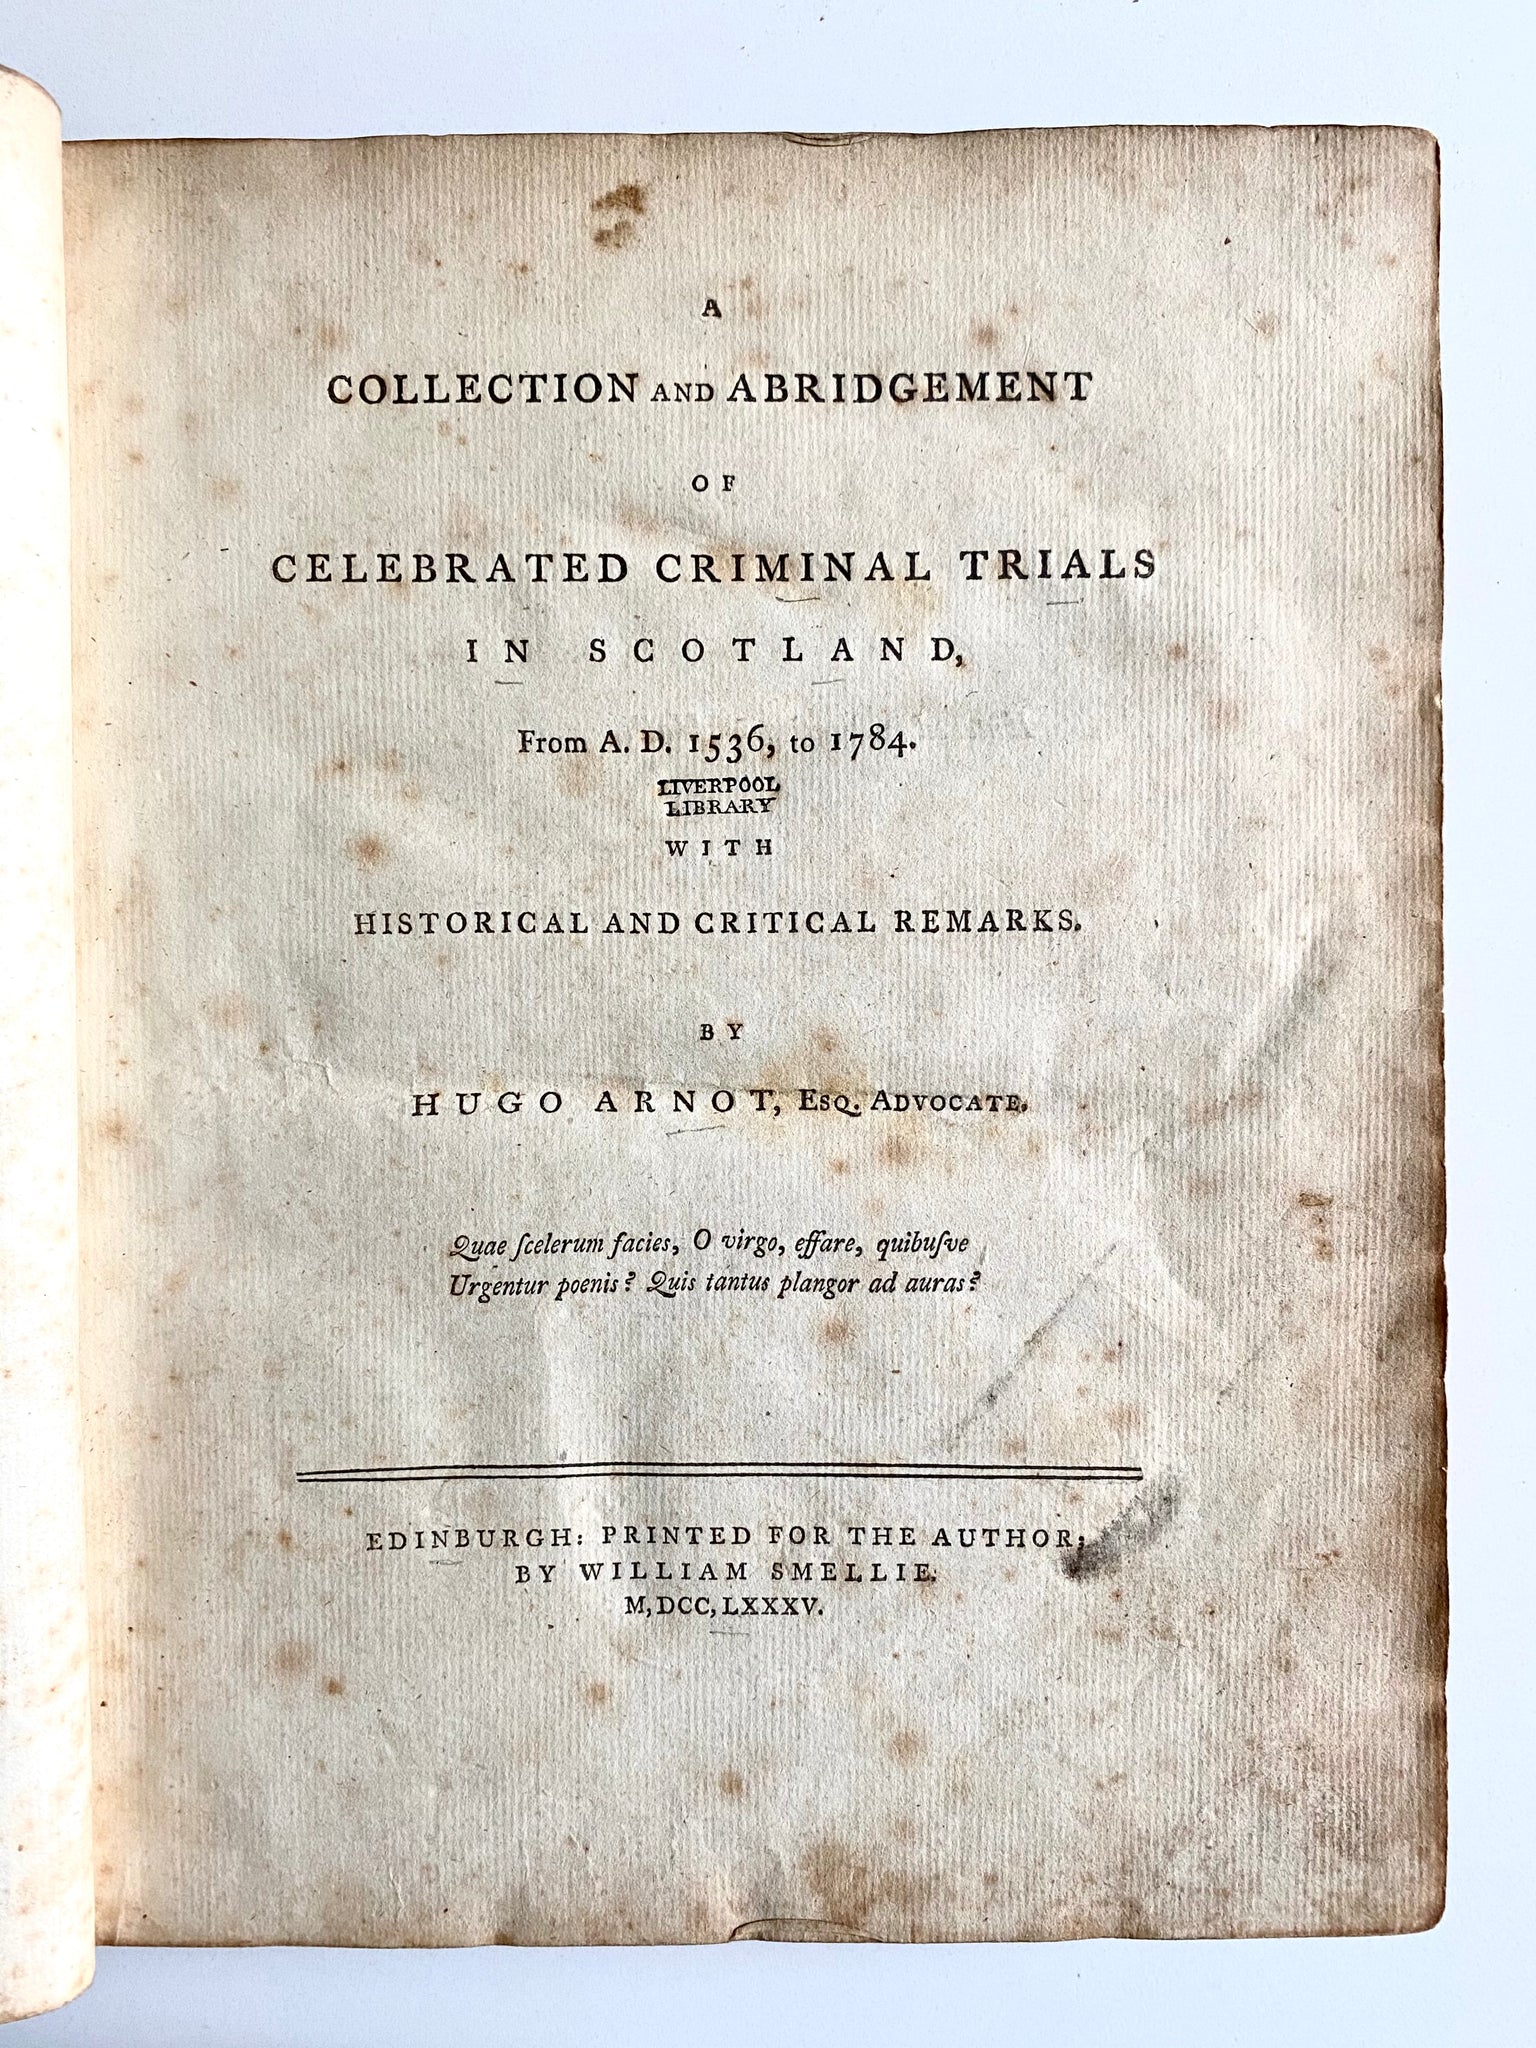 A
COLLECTION AND ABRIDGEMENT
OF
CELEBRATED CRIMINAL TRIALS
IN SCOTLAND,
From A. D. 1536, to 1784.
LIVERPOOL
LIBRARY
WITH
HISTORICAL AND CRITICAL REMARKS.
BY
HUGO ARNOT, ESQ. ADVOCATE.
Quae ſcelerum facies, O virgo, effare, quibuſve
Urgentur poenis? Quis tantus plangor ad auras?
EDINBURGH: PRINTED FOR THE AUTHOR;
BY WILLIAM SMELLIE.
M,DCC,LXXXV.